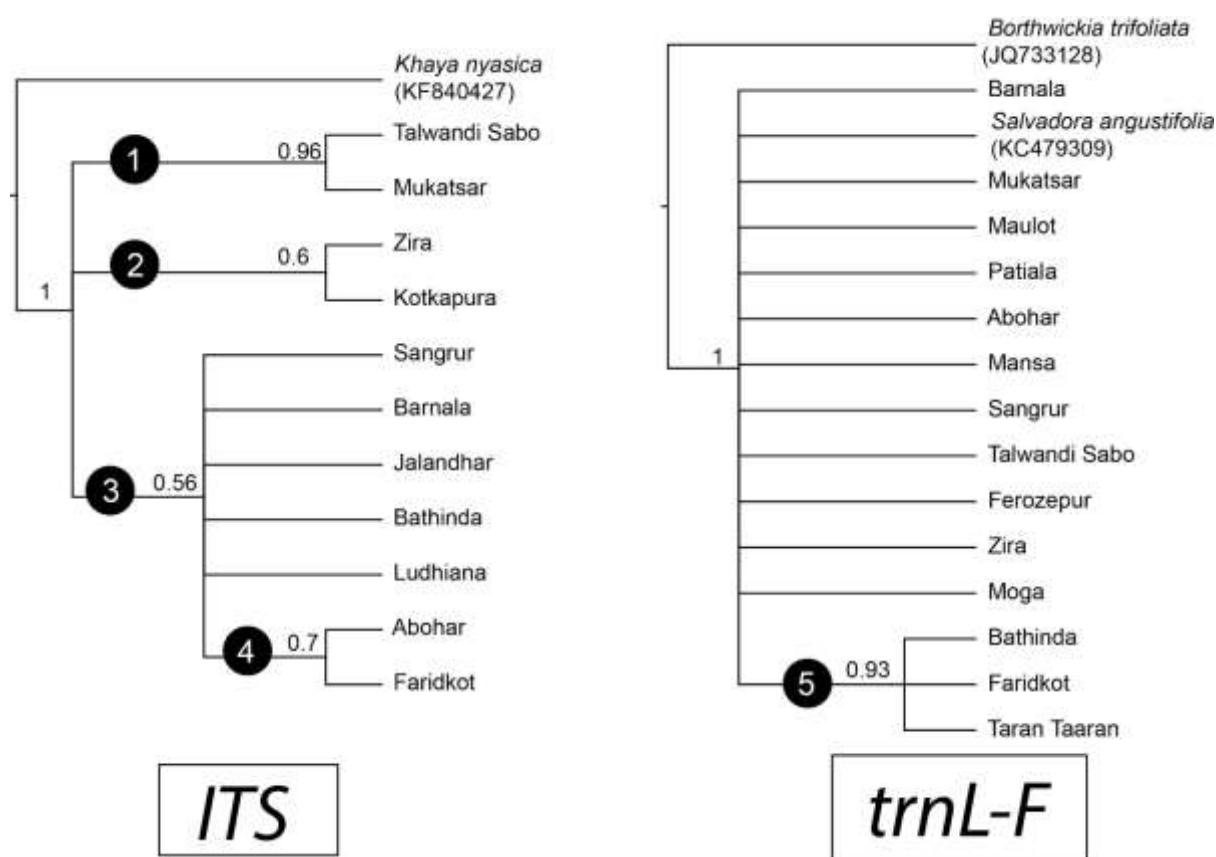 Khaya nyasica
(KF840427)
Talwandi Sabo
1
0.96
Mukatsar
Zira
2
0.6
Kotkapura
1
Sangrur
Barnala
Jalandhar
3
0.56
Bathinda
Ludhiana
Abohar
4
0.7
Faridkot
ITS
Borthwickia trifoliata
(JQ733128)
Barnala
Salvadora angustifolia
(KC479309)
Mukatsar
Maulot
Patiala
Abohar
1
Mansa
Sangrur
Talwandi Sabo
Ferozepur
Zira
Moga
Bathinda
5
0.93
Faridkot
Taran Taaran
trnL-F